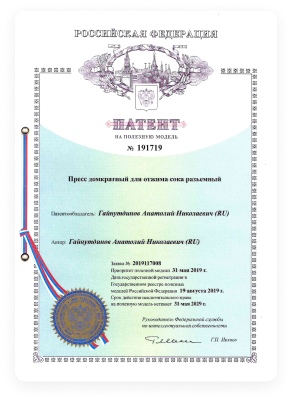 РОССИЙСКАЯ ФЕДЕРАЦИЯ
ПАТЕНТ
НА ПОЛЕЗНУЮ МОДЕЛЬ
№ 191719
Пресс домкратный для отжима сока разъемный
Патентообладатель: Гайнутдинов Анатолий Николаевич (RU)
Автор: Гайнутдинов Анатолий Николаевич (RU)
Заявка № 2019117008
Приоритет полезной модели 31 мая 2019 г.
Дата государственной регистрации в
Государственном реестре полезных
моделей Российской Федерации 19 августа 2019 г.
Срок действия исключительного права
на полезную модель истекает 31 мая 2029 г.
Руководитель Федеральной службы
по интеллектуальной собственности
Г.П. Ивлиев